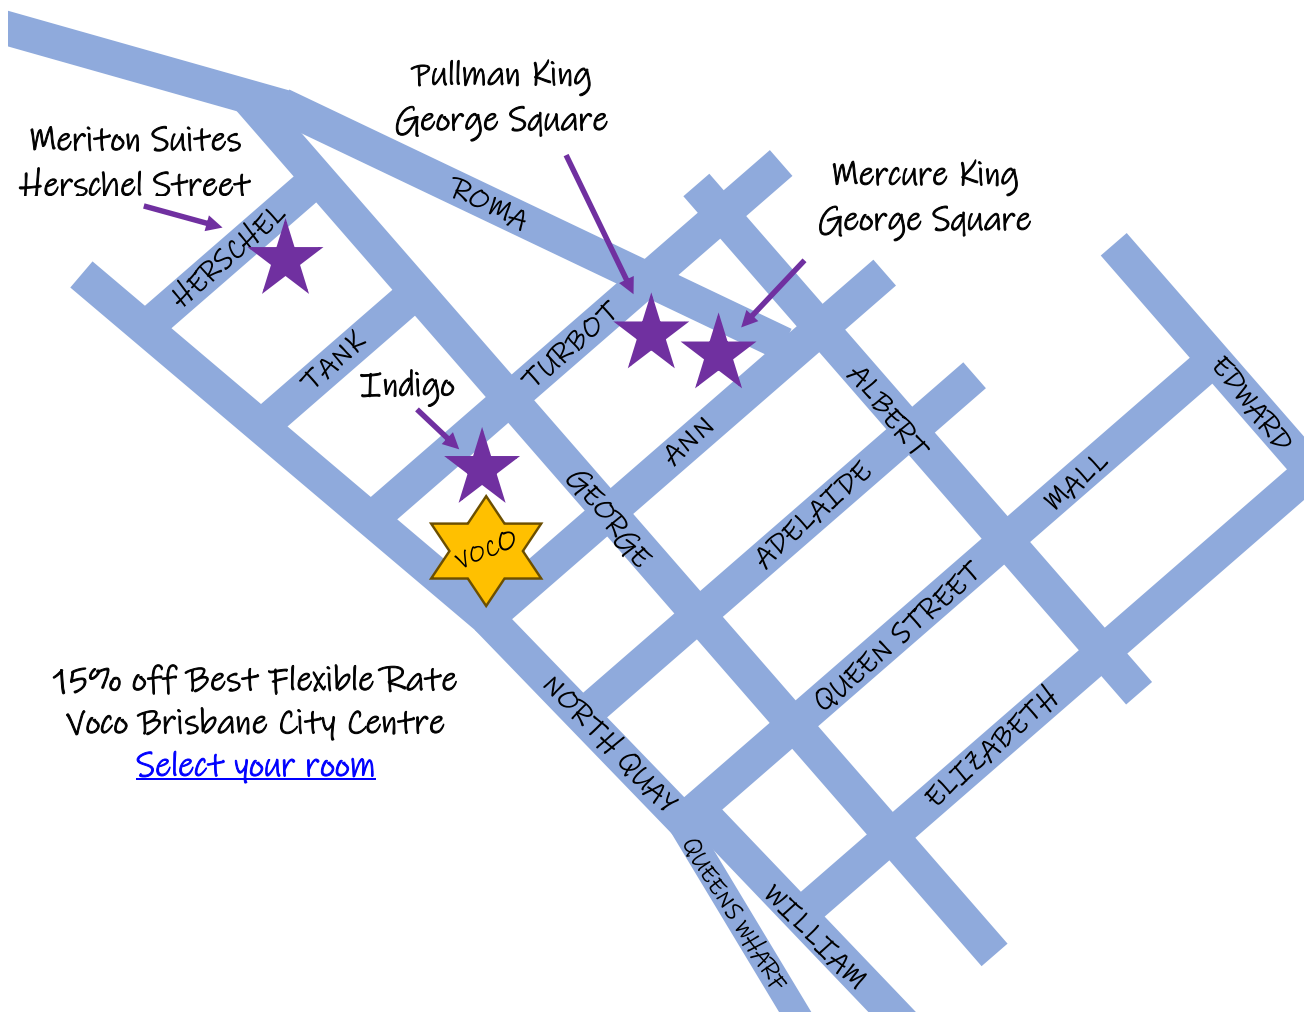 Pullman King
George Square
Meriton Suites
Herschel Street
Mercure King
George Square
ROMA
HERSCHEL
TANK
TURBOT
Indigo
ANN
ALBERT
EDWARD
MALL
GEORGE
ADELAIDE
VOCO
QUEEN STREET
NORTH QUAY
ELIZABETH
15% off Best Flexible Rate
Voco Brisbane City Centre
Select your room
QUEENS WHARF
WILLIAM